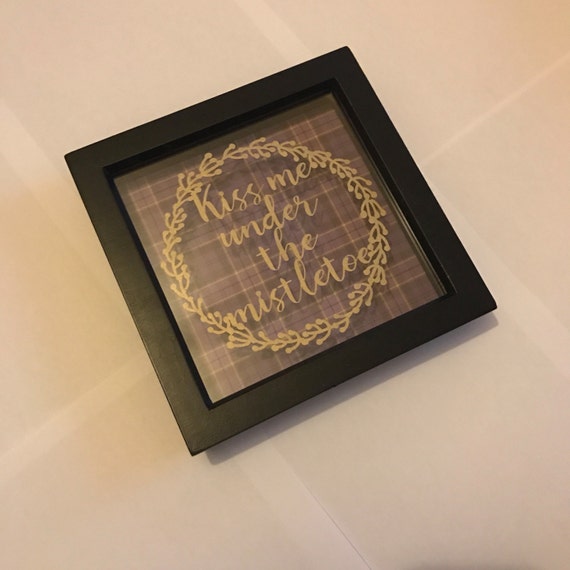 Kiss me
under
the
mistletoe